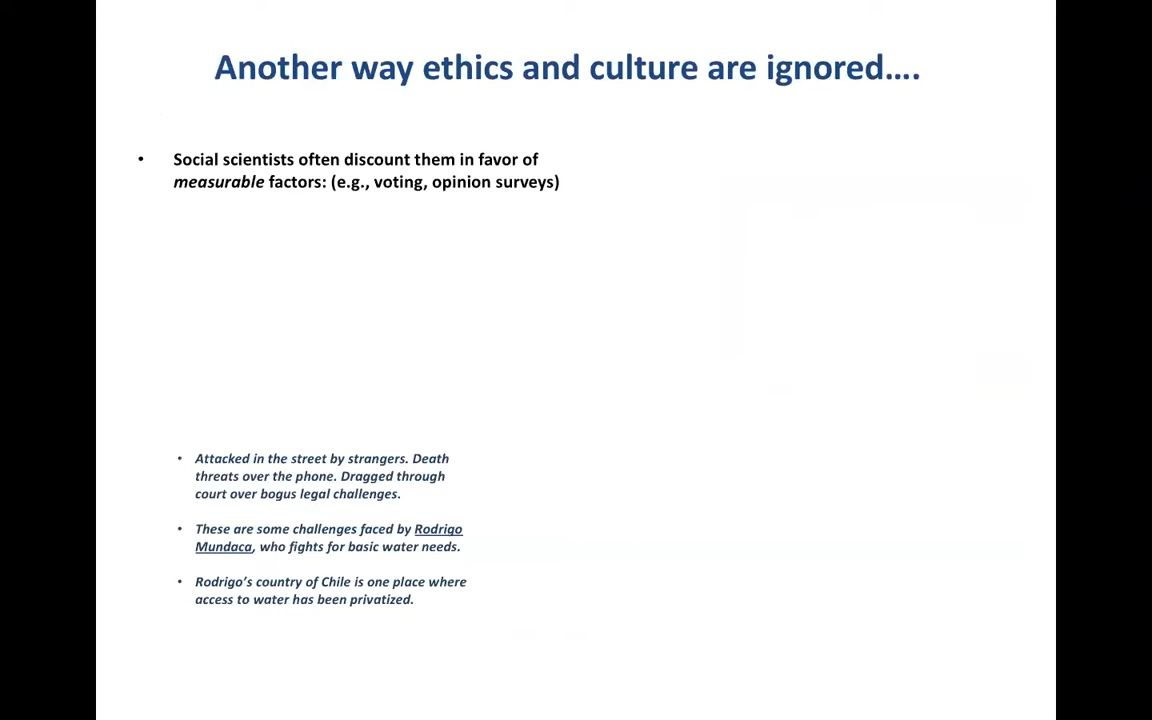 Another way ethics and culture are ignored....
• Social scientists often discount them in favor of
measurable factors: (e.g., voting, opinion surveys)
• Attacked in the street by strangers. Death
threats over the phone. Dragged through
court over bogus legal challenges.
• These are some challenges faced by Rodrigo
Mundaca, who fights for basic water needs.
• Rodrigo’s country of Chile is one place where
access to water has been privatized.